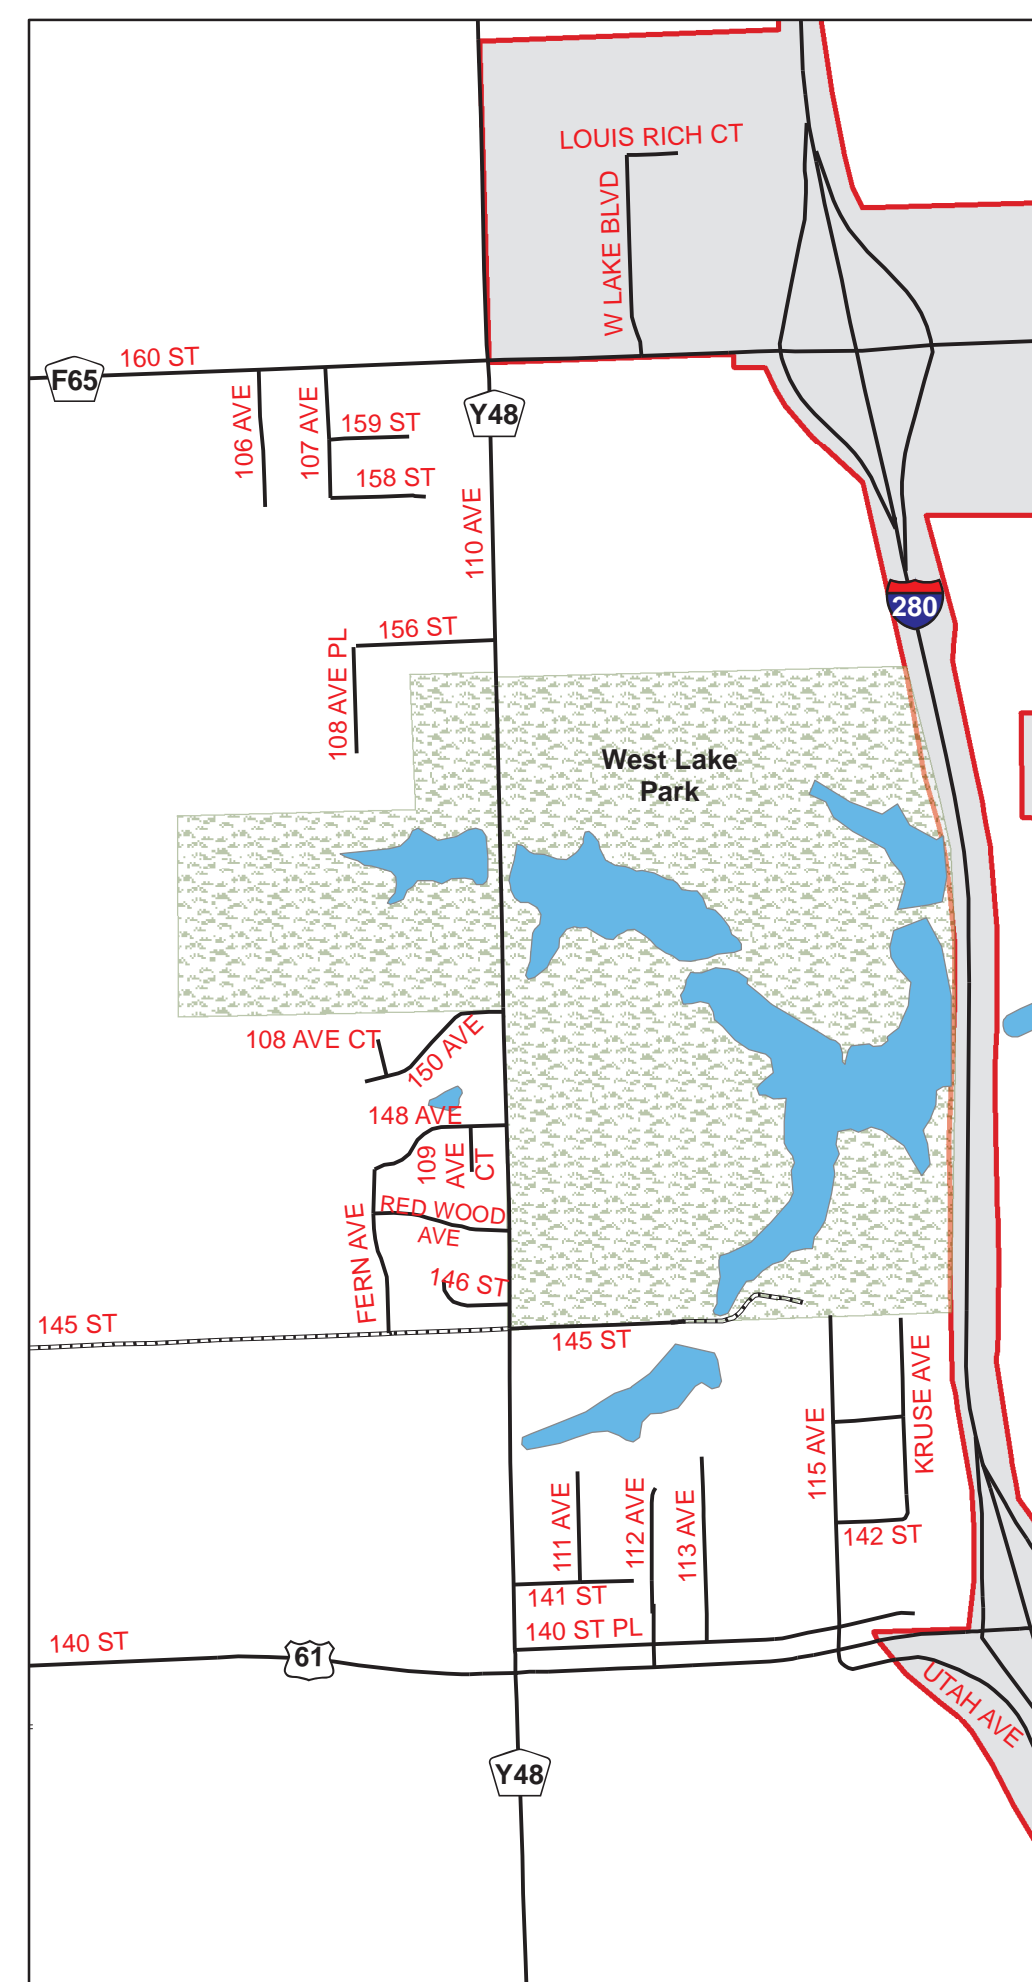 LOUIS RICH CT
W LAKE BLVD
160 ST
F65
106 AVE
107 AVE
159 ST
Y48
158 ST
110 AVE
280
156 ST
108 AVE PL
West Lake
Park
108 AVE CT
150 AVE
148 AVE
109
AVE
CT
RED WOOD
AVE
FERN AVE
146 ST
145 ST
145 ST
KRUSE AVE
115 AVE
111 AVE
112 AVE
113 AVE
142 ST
141 ST
140 ST PL
140 ST
61
UTAH AVE
Y48